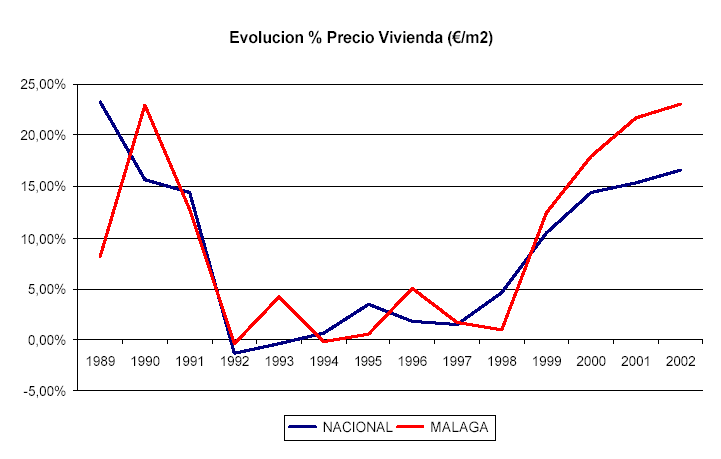 Evolucion % Precio Vivienda (€/m2)
25,00%
20,00%
15,00%
10,00%
5,00%
0,00%
1989 1990 1991 1992 1993 1994 1995 1996 1997 1998 1999 2000 2001 2002
-5,00%
NACIONAL MALAGA